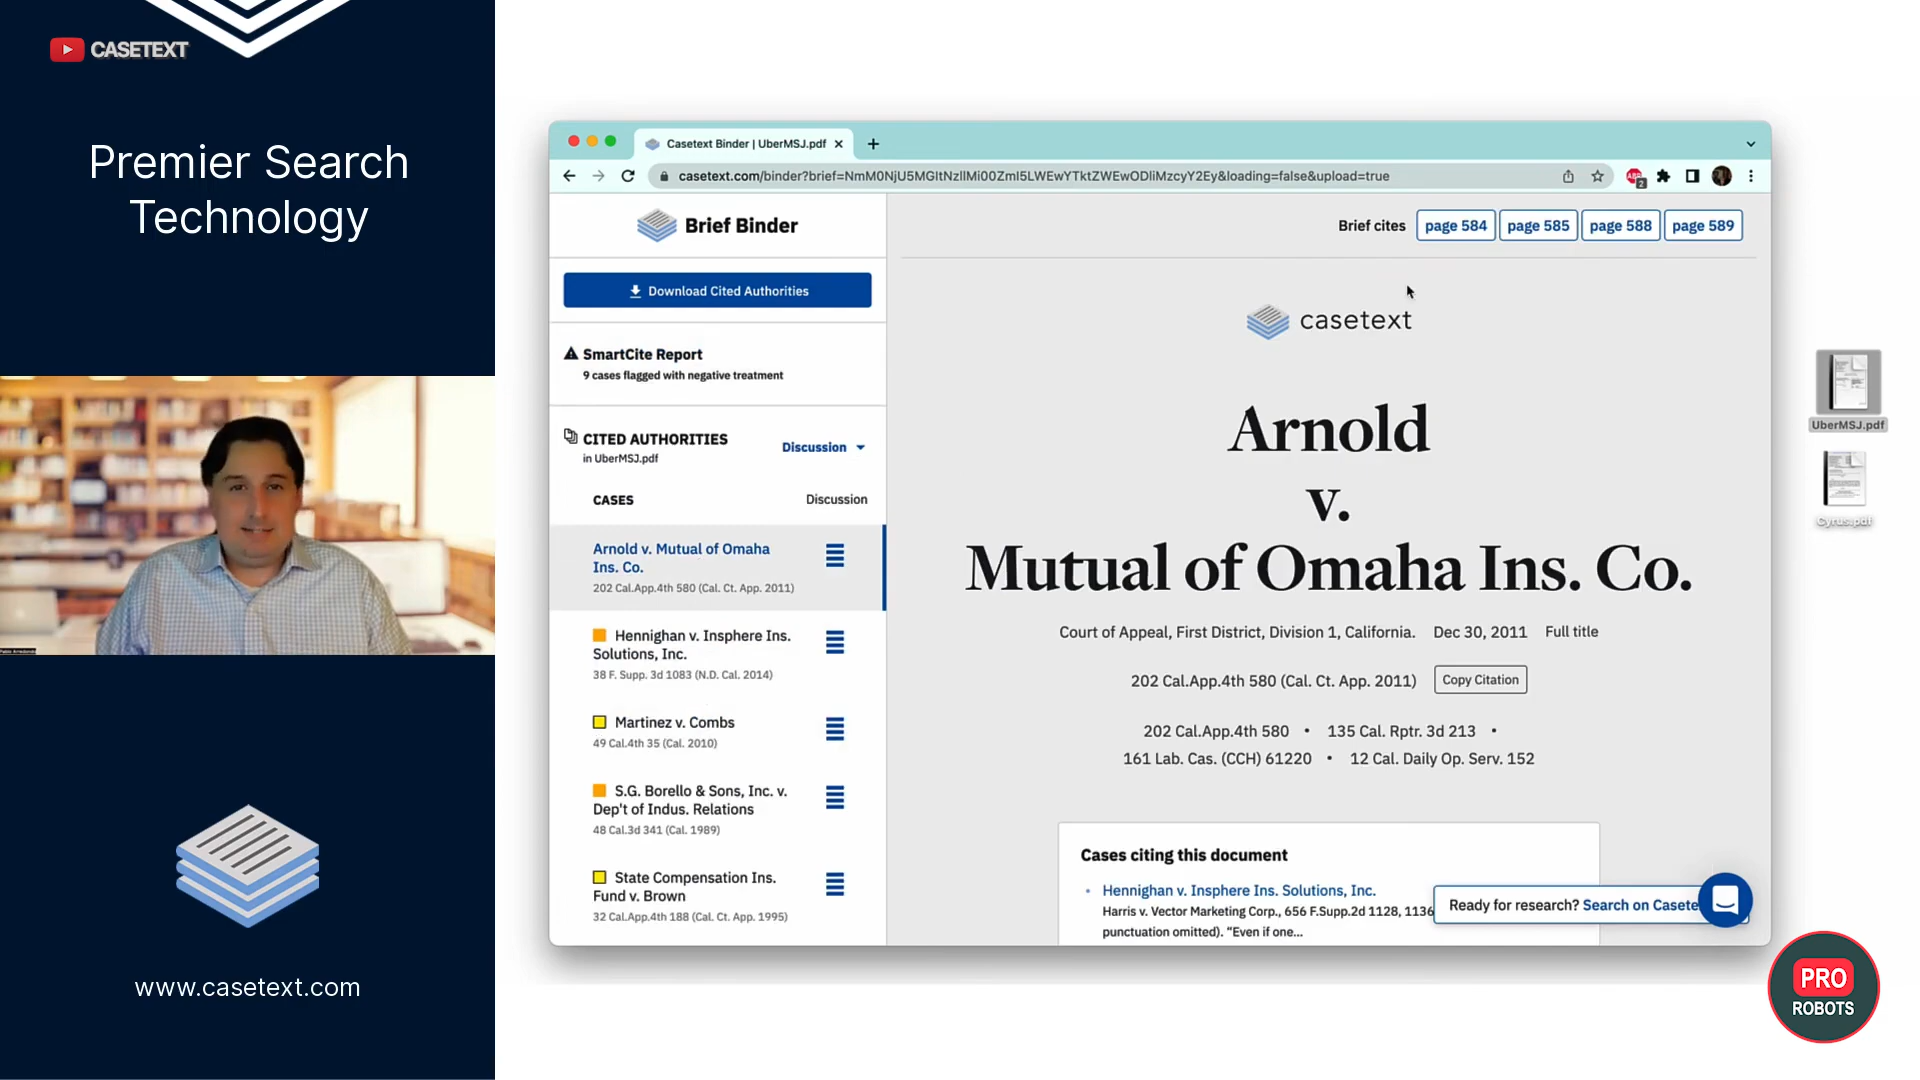 CASETEXT
Premier Search
Technology
www.casetext.com
Casetext Binder | UberMSJ.pdf
casetext.com/binder?brief=NmM0NjU5MGItNzllMi00ZmI5LWEwYTktZWEwODliMzcyY2Ey&loading=false&upload=true
2
Brief Binder
Download Cited Authorities
SmartCite Report
9 cases flagged with negative treatment
CITED AUTHORITIES
in UberMSJ.pdf
Discussion
CASES
Discussion
Arnold v. Mutual of Omaha
Ins. Co.
202 Cal.App.4th 580 (Cal. Ct. App. 2011)
Hennighan v. Insphere Ins.
Solutions, Inc.
38 F. Supp. 3d 1083 (N.D. Cal. 2014)
Martinez v. Combs
49 Cal.4th 35 (Cal. 2010)
S.G. Borello & Sons, Inc. v.
Dep't of Indus. Relations
48 Cal.3d 341 (Cal. 1989)
State Compensation Ins.
Fund v. Brown
32 Cal.App.4th 188 (Cal. Ct. App. 1995)
Brief cites page 584 page 585 page 588 page 589
casetext
Arnold
v.
Mutual of Omaha Ins. Co.
Court of Appeal, First District, Division 1, California. Dec 30, 2011 Full title
202 Cal.App.4th 580 (Cal. Ct. App. 2011) Copy Citation
202 Cal.App.4th 580 • 135 Cal. Rptr. 3d 213 •
161 Lab. Cas. (CCH) 61220 • 12 Cal. Daily Op. Serv. 152
Cases citing this document
Hennighan v. Insphere Ins. Solutions, Inc.
Harris v. Vector Marketing Corp., 656 F.Supp.2d 1128, 1136
punctuation omitted). "Even if one...
Ready for research? Search on Casete
UberMSJ.pdf
Cyrus.pdf
PRO
ROBOTS